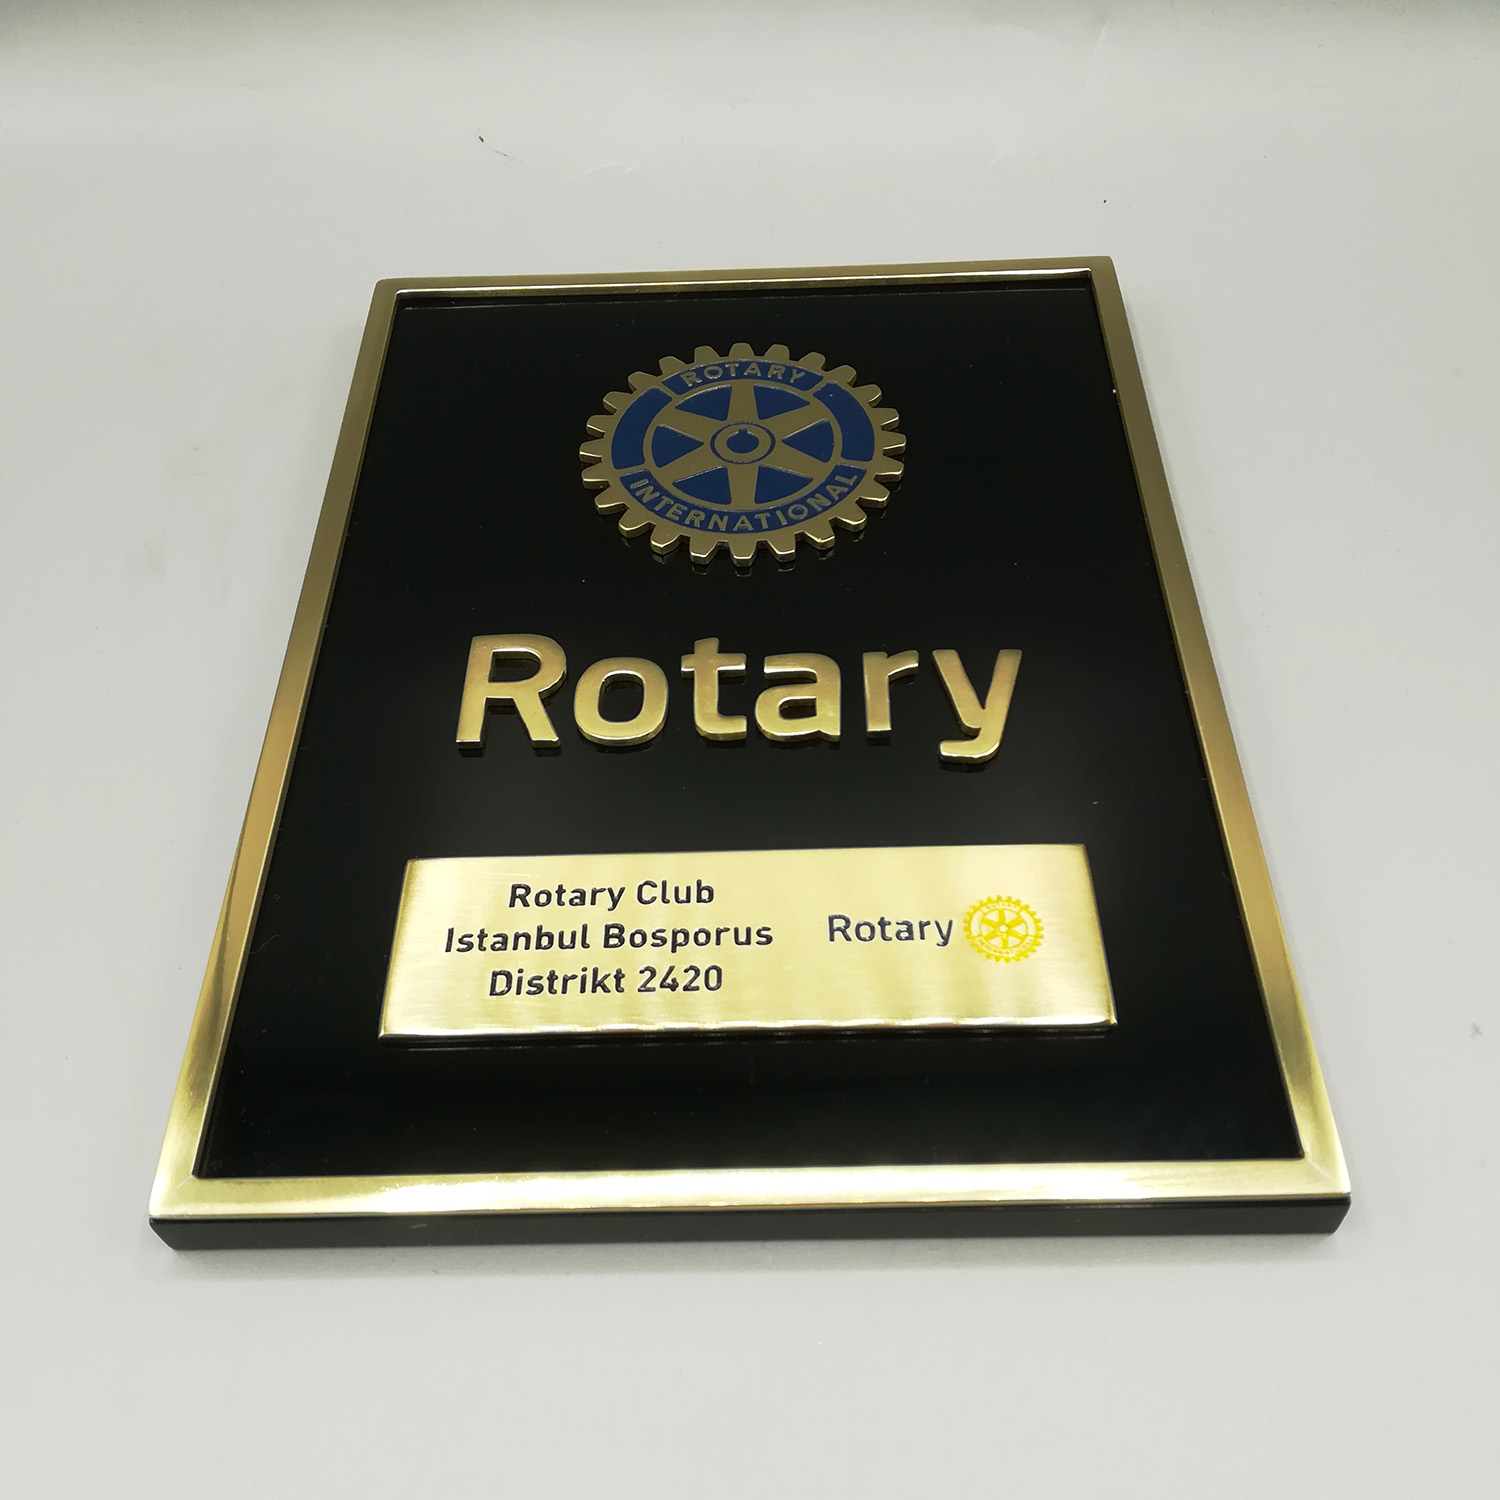 ROTARY
INTERNATIONAL
Rotary
Rotary Club
Istanbul Bosporus
Distrikt 2420
Rotary